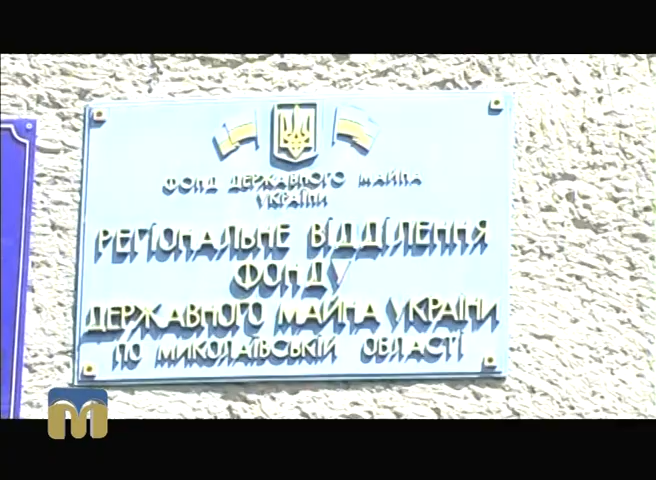 ФОНД ДЕРЖАВНОГО МАЙНА
УКРАЇНИ
РЕГІОНАЛЬНЕ ВІДДІЛЕННЯ
ФОНДУ
ДЕРЖАВНОГО МАЙНА УКРАЇНИ
ПО МИКОЛАЇВСЬКІЙ ОБЛАСТІ